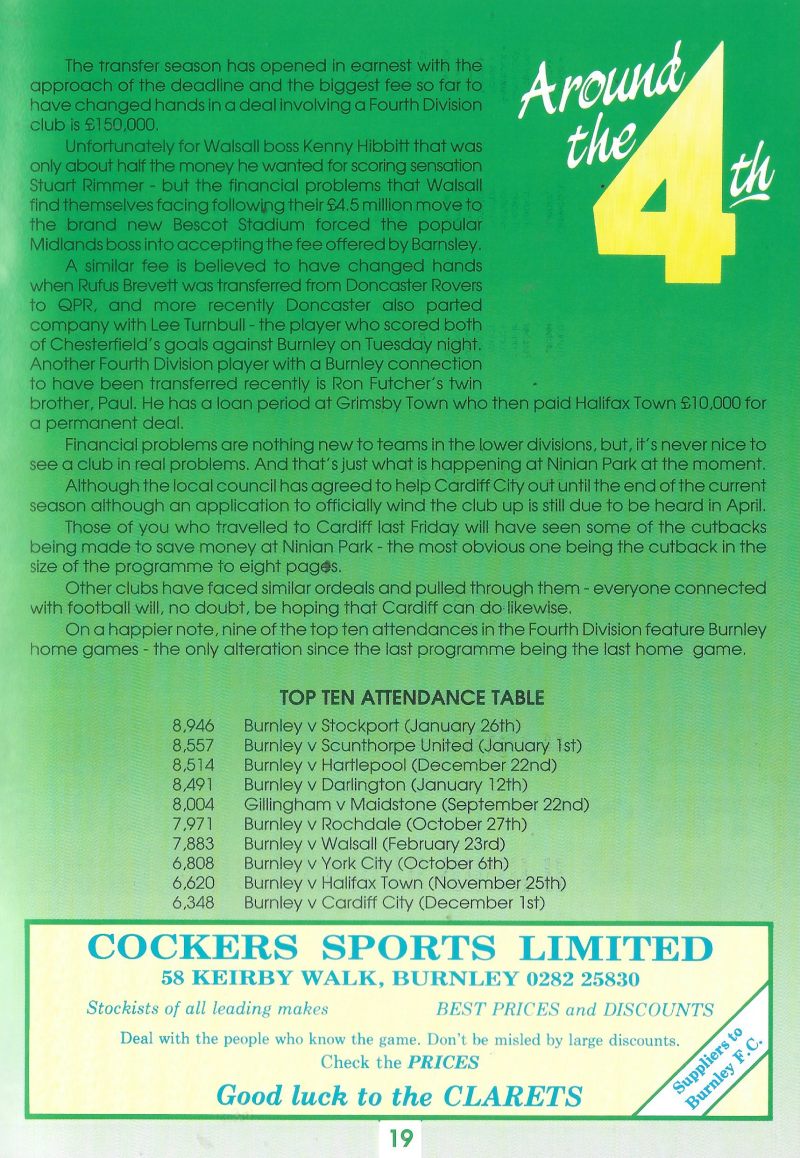 Around
the
4th
The transfer season has opened in earnest with the
approach of the deadline and the biggest fee so far to
have changed hands in a deal involving a Fourth Division
club is £150,000.
Unfortunately for Walsall boss Kenny Hibbitt that was
only about half the money he wanted for scoring sensation
Stuart Rimmer - but the financial problems that Walsall
find themselves facing following their £4.5 million move to
the brand new Bescot Stadium forced the popular
Midlands boss into accepting the fee offered by Barnsley.
A similar fee is believed to have changed hands
when Rufus Brevett was transferred from Doncaster Rovers
to QPR, and more recently Doncaster also parted
company with Lee Turnbull - the player who scored both
of Chesterfield's goals against Burnley on Tuesday night.
Another Fourth Division player with a Burnley connection
to have been transferred recently is Ron Futcher's twin
brother, Paul. He has a loan period at Grimsby Town who then paid Halifax Town £10,000 for
a permanent deal.
Financial problems are nothing new to teams in the lower divisions, but, it's never nice to
see a club in real problems. And that's just what is happening at Ninian Park at the moment.
Although the local council has agreed to help Cardiff City out until the end of the current
season although an application to officially wind the club up is still due to be heard in April.
Those of you who travelled to Cardiff last Friday will have seen some of the cutbacks
being made to save money at Ninian Park - the most obvious one being the cutback in the
size of the programme to eight pages.
Other clubs have faced similar ordeals and pulled through them - everyone connected
with football will, no doubt, be hoping that Cardiff can do likewise.
On a happier note, nine of the top ten attendances in the Fourth Division feature Burnley
home games - the only alteration since the last programme being the last home game.
TOP TEN ATTENDANCE TABLE
8,946 Burnley v Stockport (January 26th)
8,557 Burnley v Scunthorpe United (January 1st)
8,514 Burnley v Hartlepool (December 22nd)
8,491 Burnley v Darlington (January 12th)
8,004 Gillingham v Maidstone (September 22nd)
7,971 Burnley v Rochdale (October 27th)
7,883 Burnley v Walsall (February 23rd)
6,808 Burnley v York City (October 6th)
6,620 Burnley v Halifax Town (November 25th)
6,348 Burnley v Cardiff City (December 1st)
COCKERS SPORTS LIMITED
58 KEIRBY WALK, BURNLEY 0282 25830
Stockists of all leading makes BEST PRICES and DISCOUNTS
Deal with the people who know the game. Don't be misled by large discounts.
Check the PRICES
Good luck to the CLARETS
Suppliers to
Burnley F.C.
19